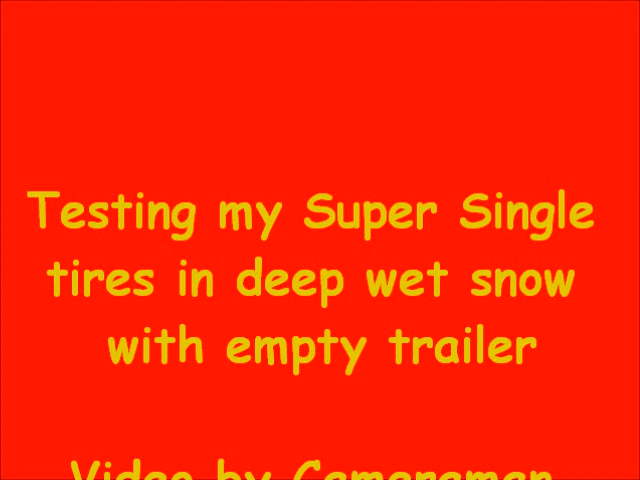 Testing my Super Single
tires in deep wet snow
with empty trailer
Video by Cameraman